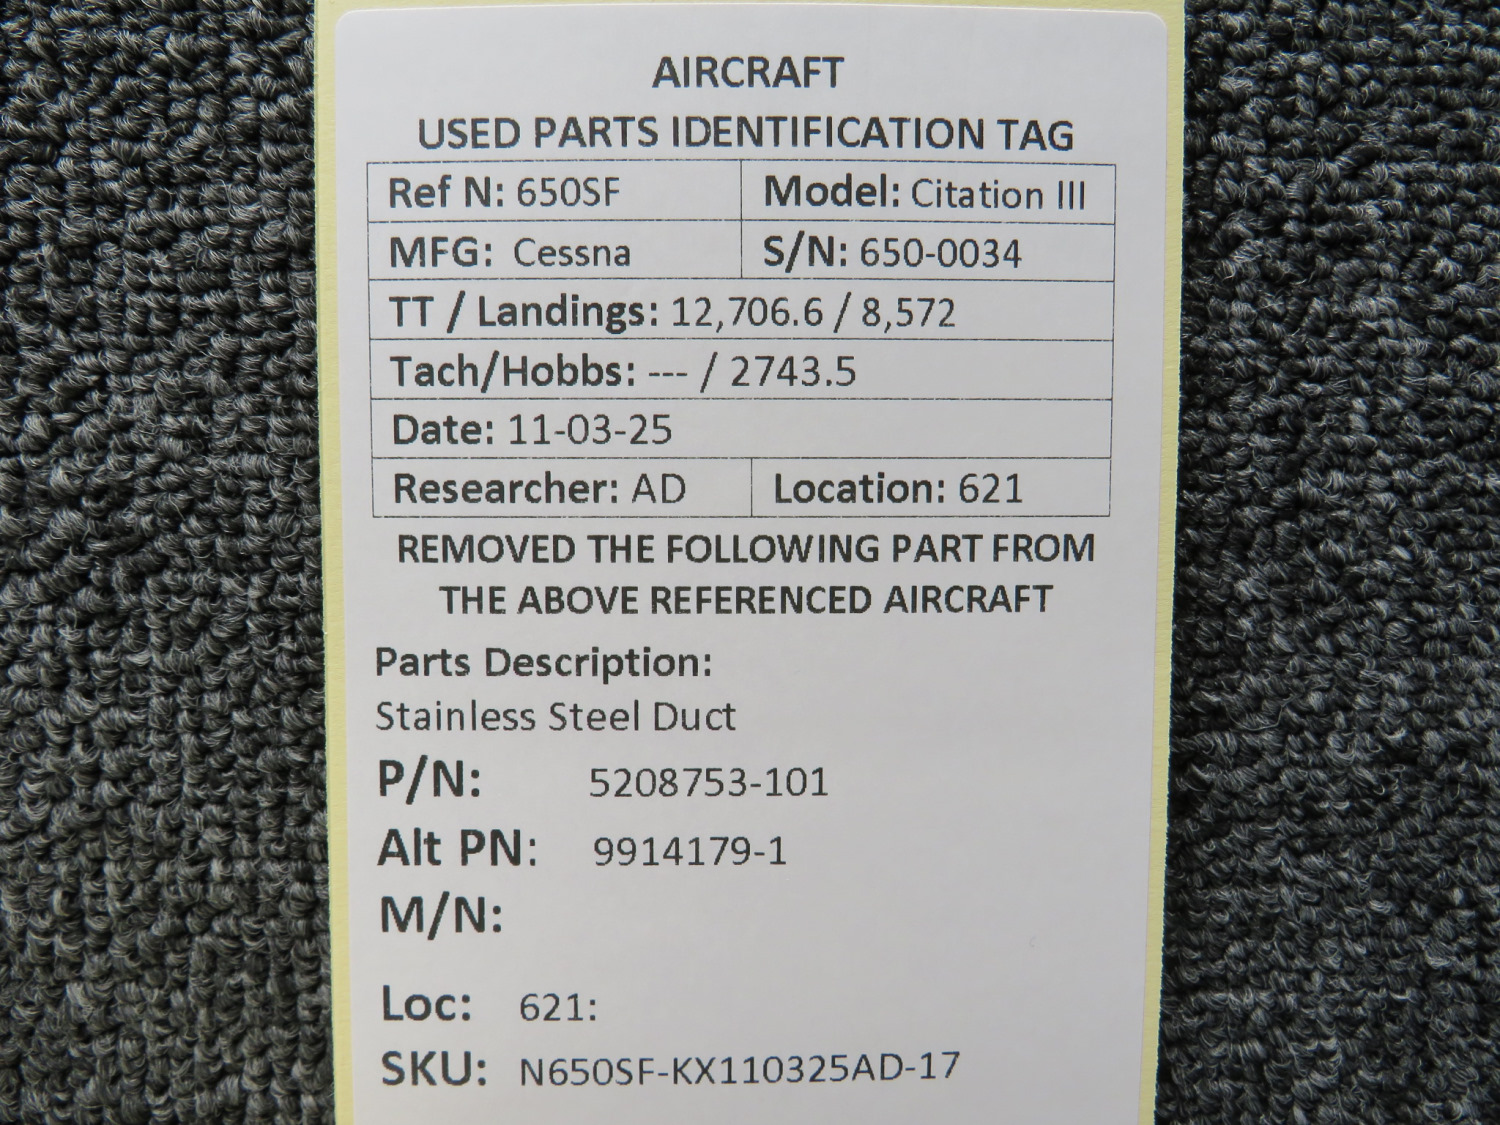 AIRCRAFT
USED PARTS IDENTIFICATION TAG
Ref N: 650SF Model: Citation III
MFG: Cessna S/N: 650-0034
TT / Landings: 12,706.6 / 8,572
Tach/Hobbs: --- / 2743.5
Date: 11-03-25
Researcher: AD Location: 621
REMOVED THE FOLLOWING PART FROM
THE ABOVE REFERENCED AIRCRAFT
Parts Description:
Stainless Steel Duct
P/N: 5208753-101
Alt PN: 9914179-1
M/N:
Loc: 621:
SKU: N650SF-KX110325AD-17